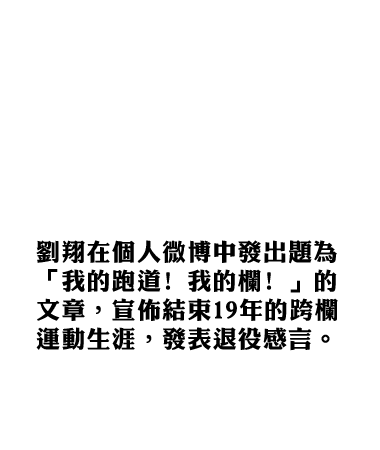 劉翔在個人微博中發出題為
「我的跑道！我的欄！」的
文章，宣佈結束19年的跨欄
運動生涯，發表退役感言。